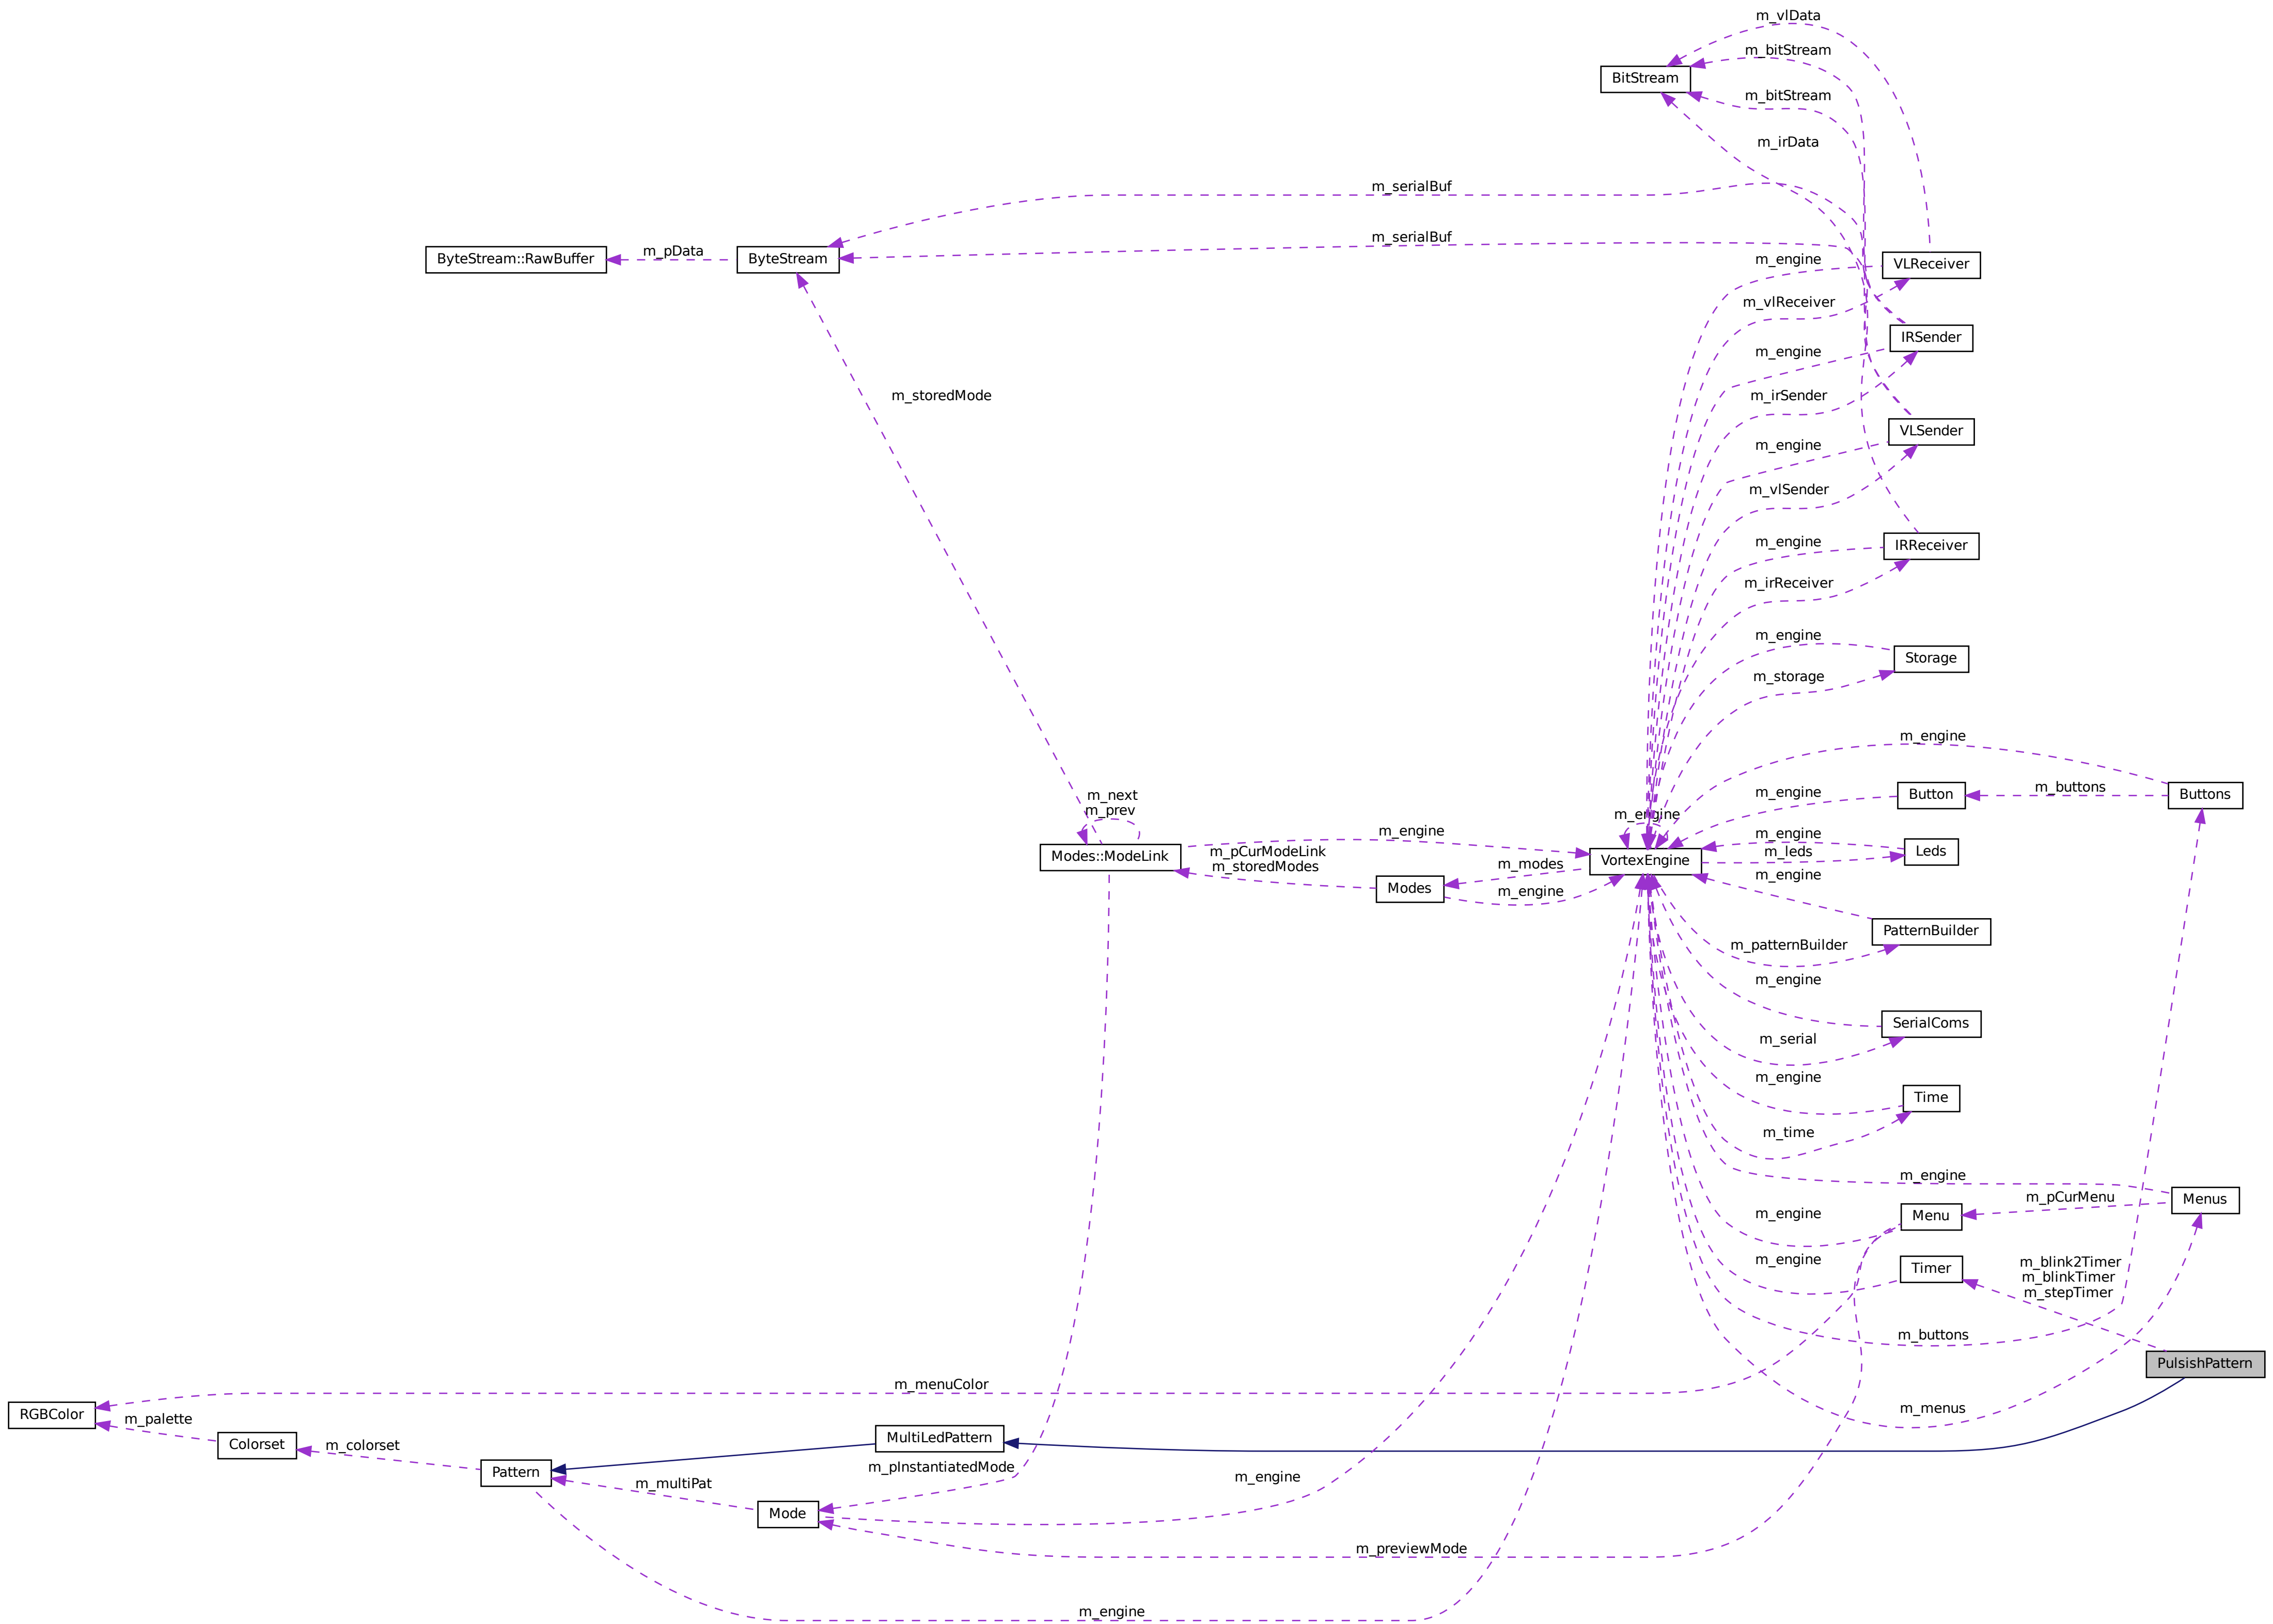 m_vlData
m_bitStream
BitStream
m_bitStream
m_irData
m_serialBuf
m_serialBuf
ByteStream::RawBuffer
m_pData
ByteStream
m_engine
VLReceiver
m_vlReceiver
IRSender
m_engine
m_storedMode
m_irSender
VLSender
m_engine
m_vlSender
m_engine
IRReceiver
m_irReceiver
m_engine
Storage
m_storage
m_engine
m_buttons
Buttons
m_engine
Button
m_next
m_prev
m_engine
m_engine
m_engine
Leds
m_leds
Modes::ModeLink
m_pCurModeLink
m_storedModes
VortexEngine
m_modes
Modes
m_engine
m_engine
PatternBuilder
m_patternBuilder
m_engine
SerialComs
m_serial
m_engine
Time
m_time
m_engine
Menus
m_pCurMenu
m_engine
Menu
m_engine
Timer
m_blink2Timer
m_blinkTimer
m_stepTimer
m_buttons
PulsishPattern
m_menuColor
m_menus
RGBColor
m_palette
Colorset
m_colorset
MultiLedPattern
Pattern
m_pInstantiatedMode
m_multiPat
m_engine
Mode
m_previewMode
m_engine